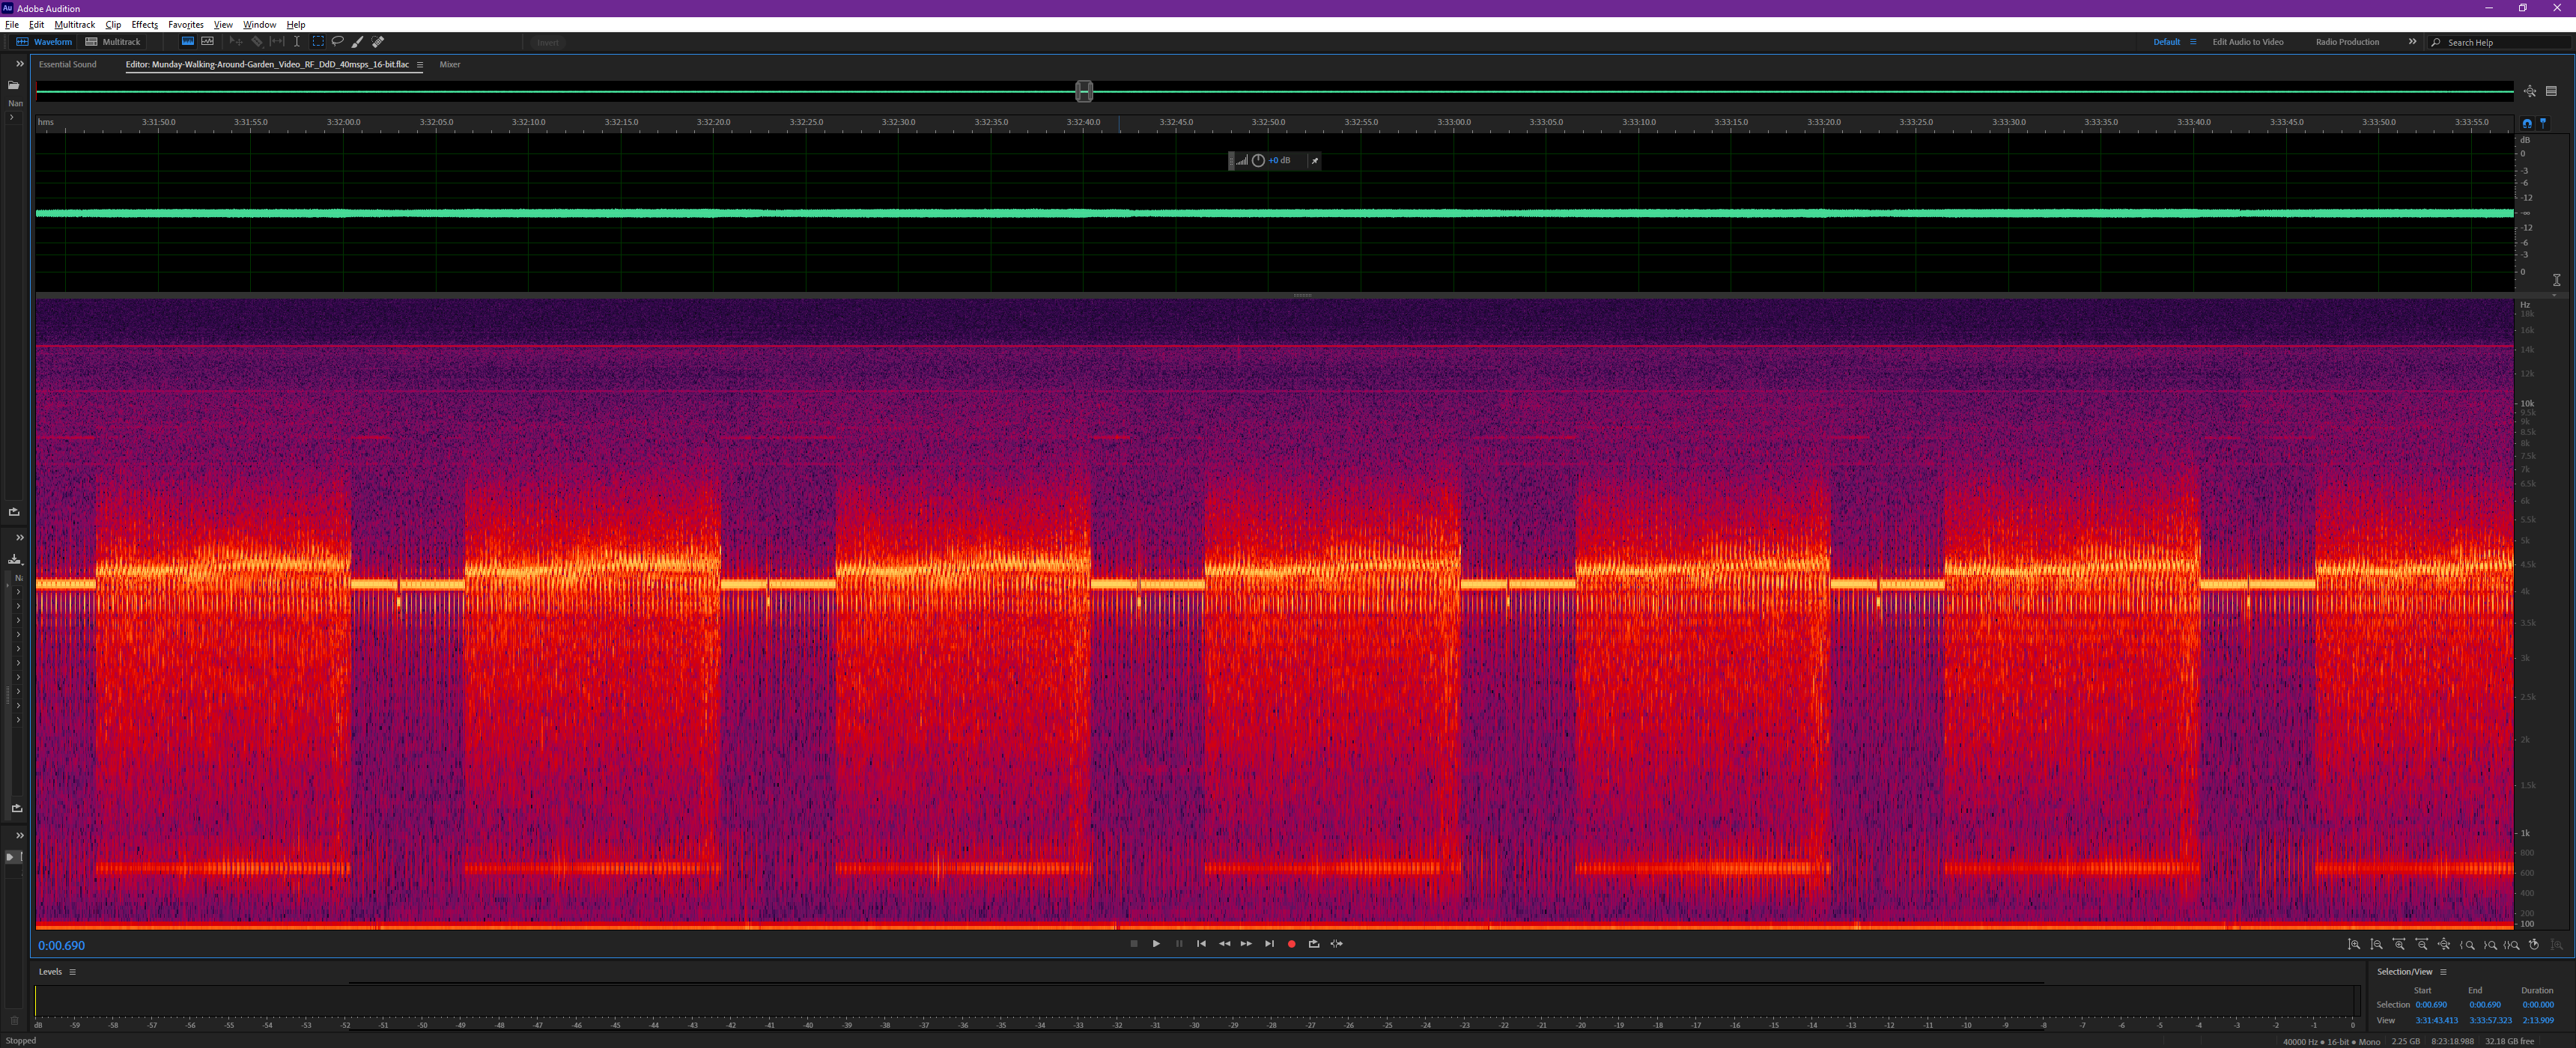 Au Adobe Audition
File Edit Multitrack Clip Effects Favorites View Window Help
Waveform Multitrack Invert Default Edit Audio to Video Radio Production Search Help
Essential Sound Editor: Munday-Walking-Around-Garden_Video_RF_DdD_40msps_16-bit.flac Mixer
Nan
hms 3:31:50.0 3:31:55.0 3:32:00.0 3:32:05.0 3:32:10.0 3:32:15.0 3:32:20.0 3:32:25.0 3:32:30.0 3:32:35.0 3:32:40.0 3:32:45.0 3:32:50.0 3:32:55.0 3:33:00.0 3:33:05.0 3:33:10.0 3:33:15.0 3:33:20.0 3:33:25.0 3:33:30.0 3:33:35.0 3:33:40.0 3:33:45.0 3:33:50.0 3:33:55.0
dB
0
-3
-6
-12
-∞
-12
-6
-3
0
+0 dB
Hz
18k
16k
14k
12k
10k
9.5k
9k
8.5k
8k
7.5k
7k
6.5k
6k
5.5k
5k
4.5k
4k
3.5k
3k
2.5k
2k
1.5k
1k
800
600
400
200
100
0:00.690
Levels
dB -59 -58 -57 -56 -55 -54 -53 -52 -51 -50 -49 -48 -47 -46 -45 -44 -43 -42 -41 -40 -39 -38 -37 -36 -35 -34 -33 -32 -31 -30 -29 -28 -27 -26 -25 -24 -23 -22 -21 -20 -19 -18 -17 -16 -15 -14 -13 -12 -11 -10 -9 -8 -7 -6 -5 -4 -3 -2 -1 0
Selection/View
Start End Duration
Selection 0:00.690 0:00.690 0:00.000
View 3:31:43.413 3:33:57.323 2:13.909
Stopped 40000 Hz • 16-bit • Mono 2.25 GB 8:23:18.988 32.18 GB free